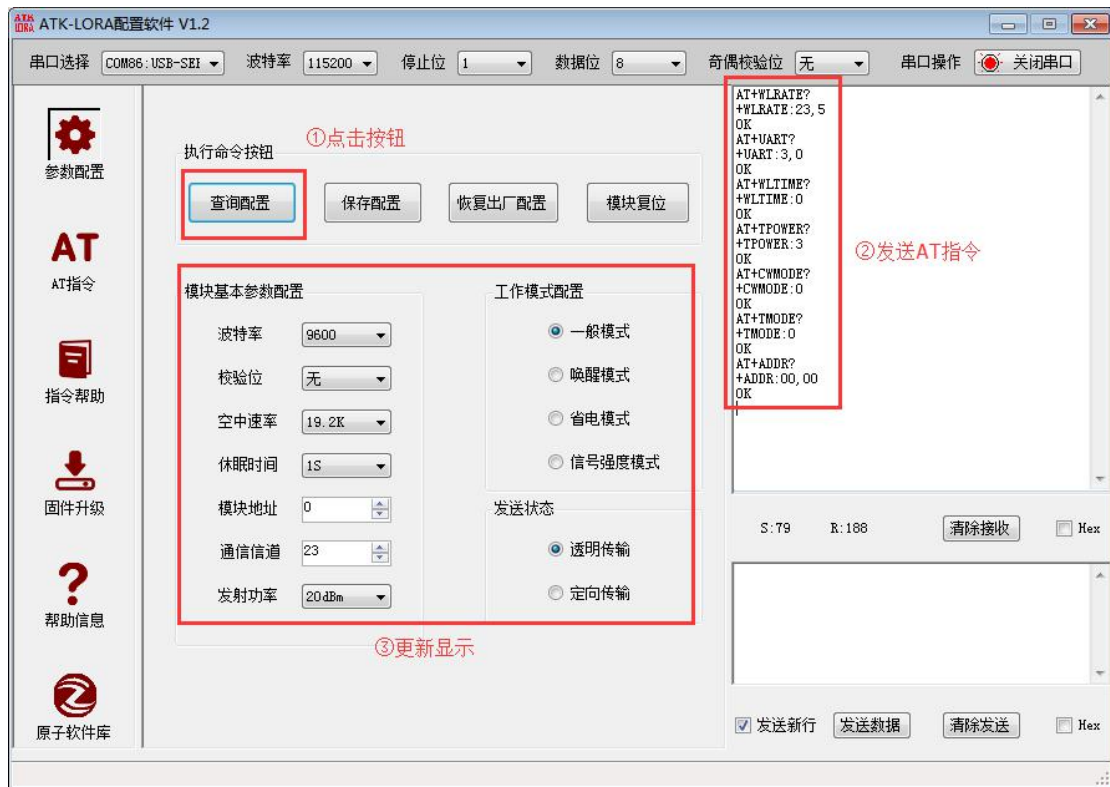 ATK LORA ATK-LORA配置软件 V1.2
串口选择 COM86:USB-SEI 波特率 115200 停止位 1 数据位 8 奇偶校验位 无 串口操作 关闭串口
参数配置
AT
AT指令
指令帮助
固件升级
?
帮助信息
原子软件库
①点击按钮
执行命令按钮
查询配置 保存配置 恢复出厂配置 模块复位
模块基本参数配置
波特率 9600
校验位 无
空中速率 19.2K
休眠时间 1S
模块地址 0
通信信道 23
发射功率 20dBm
工作模式配置
一般模式
唤醒模式
省电模式
信号强度模式
发送状态
透明传输
定向传输
③更新显示
AT+WLRATE?
+WLRATE:23,5
OK
AT+UART?
+UART:3,0
OK
AT+WLTIME?
+WLTIME:0
OK
AT+TPOWER?
+TPOWER:3
OK
AT+CWMODE?
+CWMODE:0
OK
AT+TMODE?
+TMODE:0
OK
AT+ADDR?
+ADDR:00,00
OK
②发送AT指令
S:79 R:188 清除接收 Hex
发送新行 发送数据 清除发送 Hex